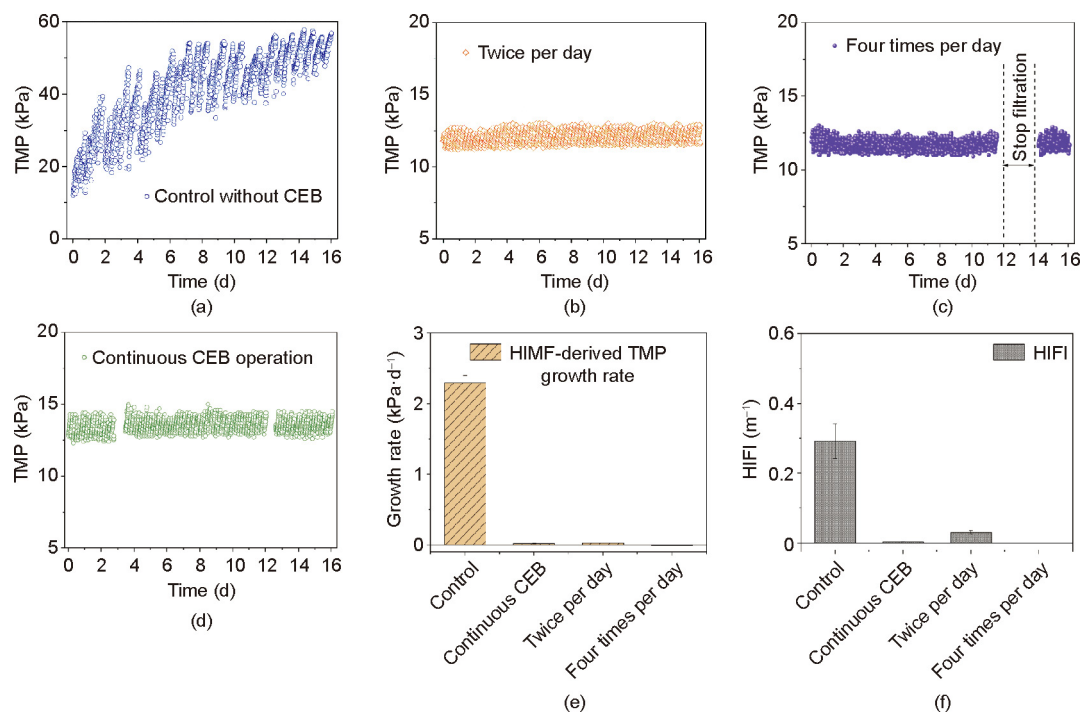 60
40
20
0
TMP (kPa)
Control without CEB
0 2 4 6 8 10 12 14 16
Time (d)
(a)
20
15
10
5
TMP (kPa)
Twice per day
0 2 4 6 8 10 12 14 16
Time (d)
(b)
20
15
10
5
TMP (kPa)
Four times per day
Stop filtration
0 2 4 6 8 10 12 14 16
Time (d)
(c)
20
15
10
5
TMP (kPa)
Continuous CEB operation
0 2 4 6 8 10 12 14 16
Time (d)
(d)
3
2
1
0
Growth rate (kPa·d⁻¹)
HIMF-derived TMP
growth rate
Control
Continuous CEB
Twice per day
Four times per day
(e)
0.6
0.4
0.2
0
HIFI (m⁻¹)
HIFI
Control
Continuous CEB
Twice per day
Four times per day
(f)